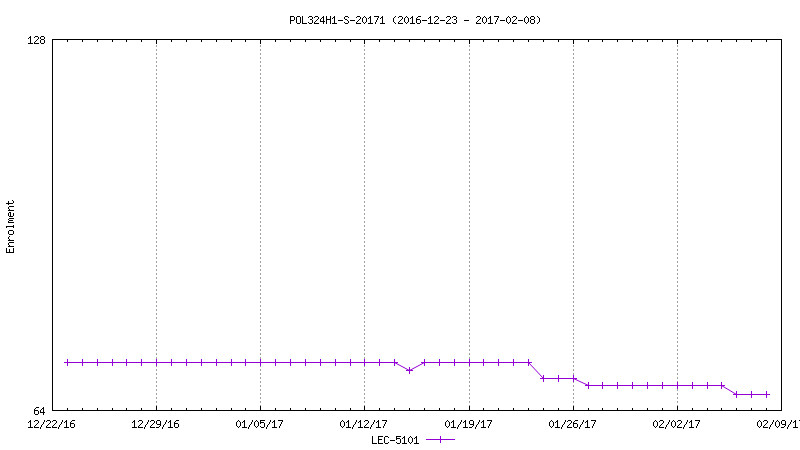 POL324H1-S-20171 (2016-12-23 - 2017-02-08)
128
Enrolment
64
12/22/16 12/29/16 01/05/17 01/12/17 01/19/17 01/26/17 02/02/17 02/09/17
LEC-5101